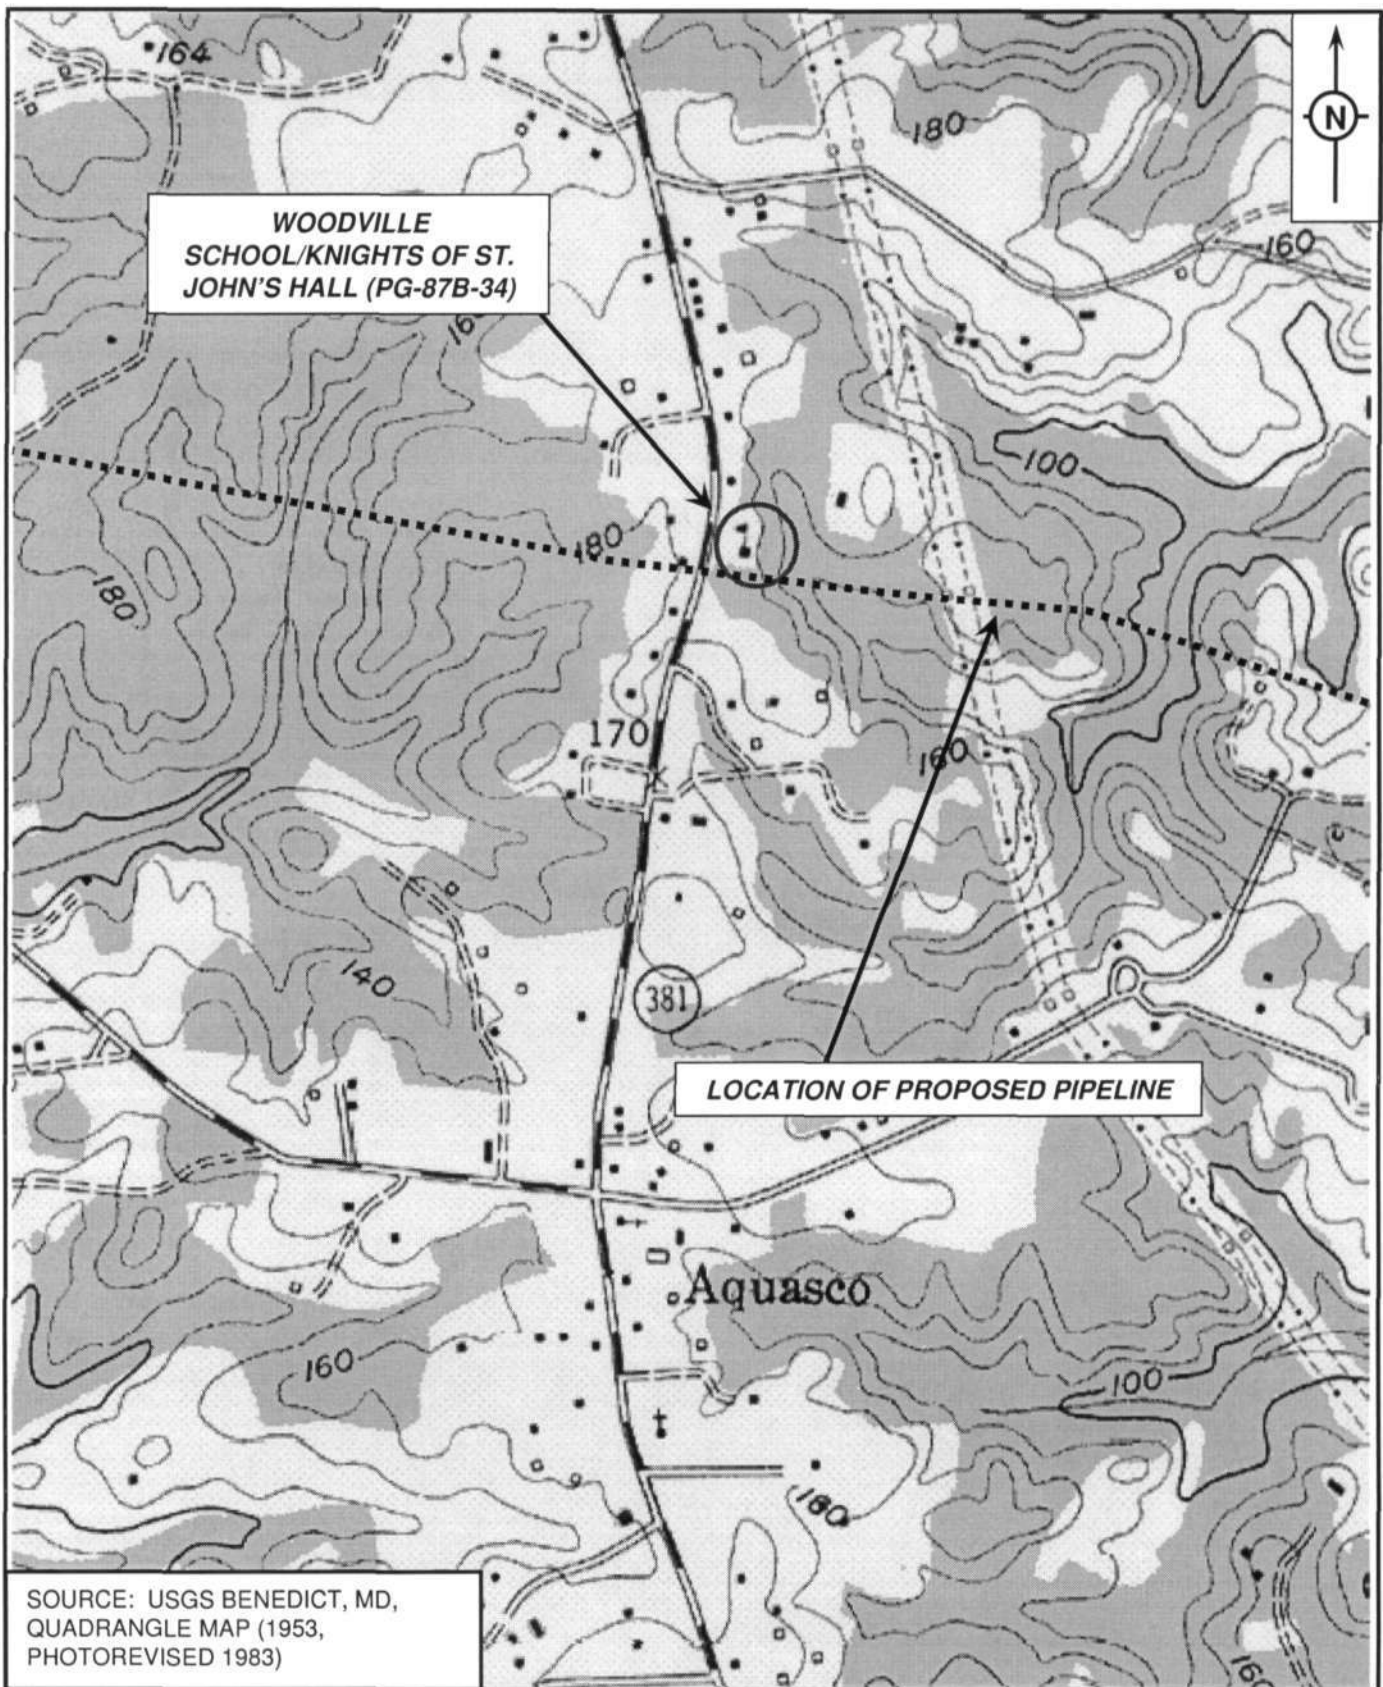 164
180
N
WOODVILLE
SCHOOL/KNIGHTS OF ST.
JOHN'S HALL (PG-87B-34)
160
100
180
180
170
160
140
381
LOCATION OF PROPOSED PIPELINE
Aquasco
160
100
160
SOURCE: USGS BENEDICT, MD,
QUADRANGLE MAP (1953,
PHOTOREVISED 1983)